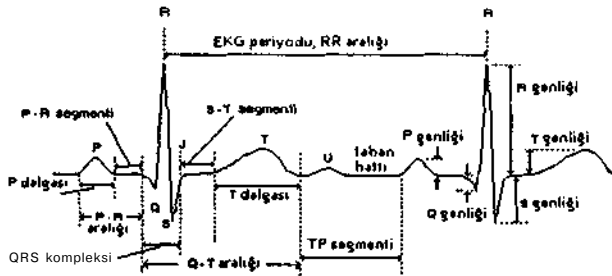 R R
EKG periyodu, RR aralığı
P-R segmenti
S-T
segmenti
R genliği
J
P T U taban
hattı
P genliği T genliği
P dalgası
Q
S
T dalgası
Q genliği
S genliği
P-R
aralığı
QRS kompleksi
Q-T aralığı
TP segmenti